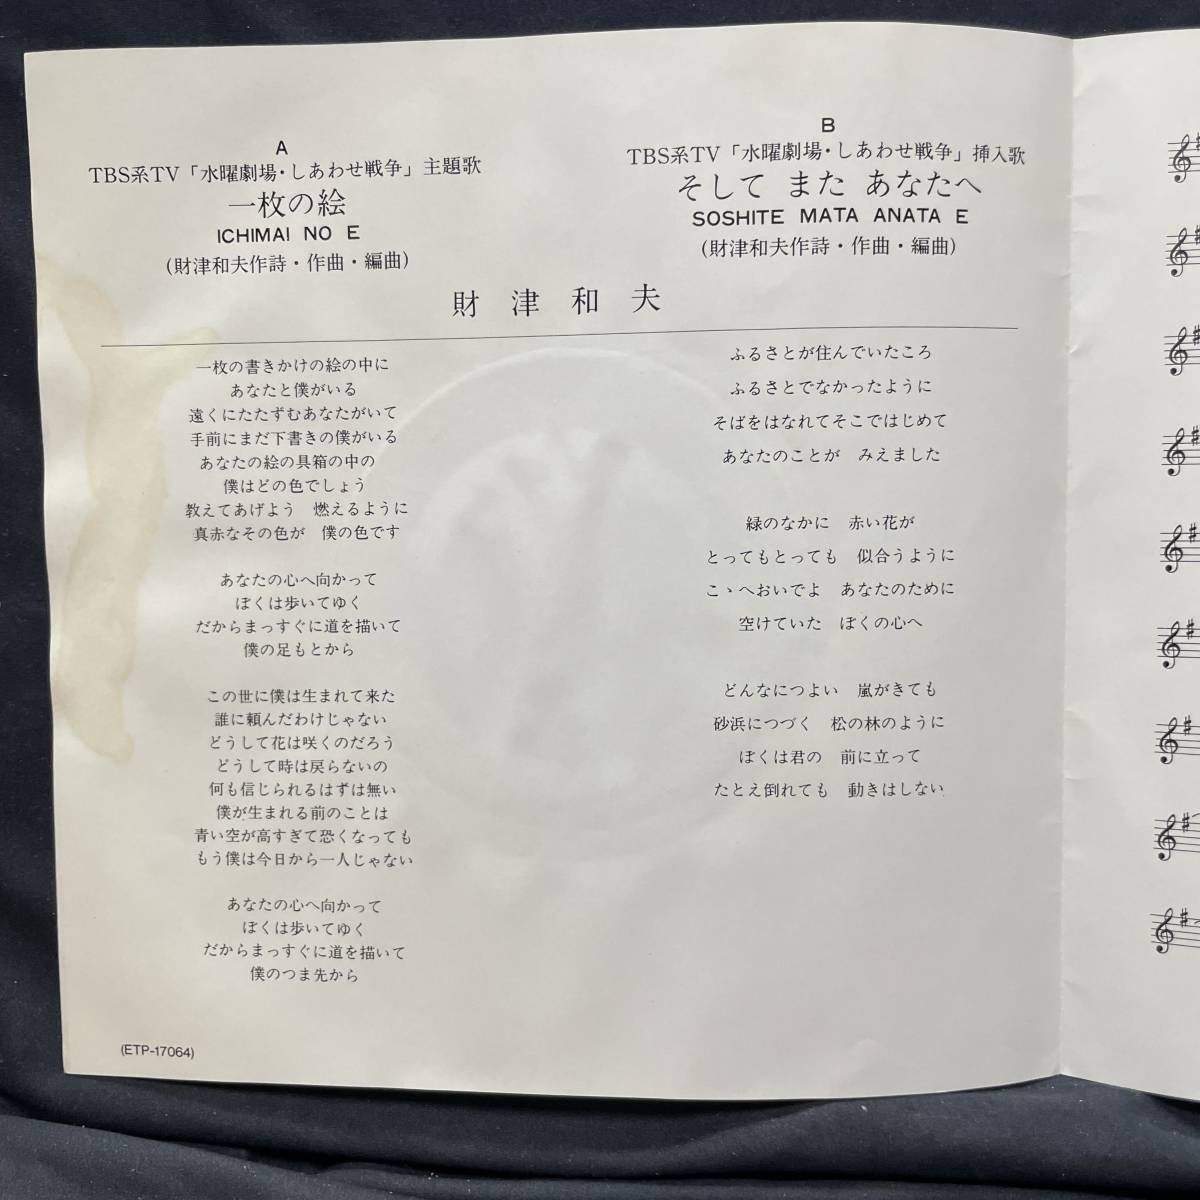 A
TBS系TV「水曜劇場・しあわせ戦争」主題歌
一枚の絵
ICHIMAI NO E
(財津和夫作詩・作曲・編曲)
B
TBS系TV「水曜劇場・しあわせ戦争」挿入歌
そして また あなたへ
SOSHITE MATA ANATA E
(財津和夫作詩・作曲・編曲)
財津和夫
一枚の書きかけの絵の中に
あなたと僕がいる
遠くにたたずむあなたがいて
手前にまだ下書きの僕がいる
あなたの絵の具箱の中の
僕はどの色でしょう
教えてあげよう 燃えるように
真赤なその色が 僕の色です
あなたの心へ向かって
ぼくは歩いてゆく
だからまっすぐに道を描いて
僕の足もとから
この世に僕は生まれて来た
誰に頼んだわけじゃない
どうして花は咲くのだろう
どうして時は戻らないの
何も信じられるはずは無い
僕が生まれる前のことは
青い空が高すぎて恐くなっても
もう僕は今日から一人じゃない
あなたの心へ向かって
ぼくは歩いてゆく
だからまっすぐに道を描いて
僕のつま先から
ふるさとが住んでいたころ
ふるさとでなかったように
そばをはなれてそこではじめて
あなたのことが みえました
緑のなかに 赤い花が
とってもとっても 似合うように
こゝへおいでよ あなたのために
空けていた ぼくの心へ
どんなにつよい 嵐がきても
砂浜につづく 松の林のように
ぼくは君の 前に立って
たとえ倒れても 動きはしない
(ETP-17064)